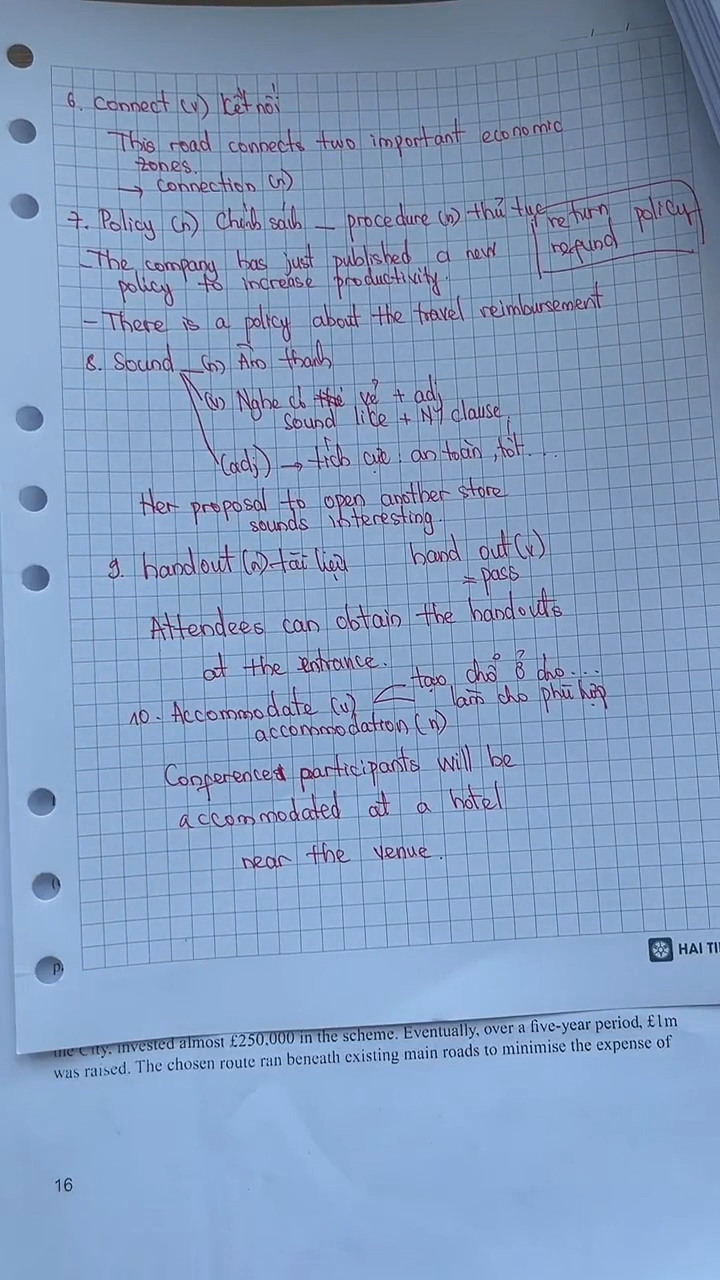 6. Connect (v) kết nối
This road connects two important economic
zones.
→ connection (n)
7. Policy (n) Chính sách _ procedure (n) thủ tục
return policy
refund
- The company has just published a new
policy to increase productivity.
- There is a policy about the travel reimbursement
8. Sound (n) Âm thanh
(v) Nghe có vẻ + adj
sound like + N/clause.
(adj) → tích cực, an toàn, tốt...
Her proposal to open another store
sounds interesting.
9. handout (n) - tài liệu hand out (v)
= pass
Attendees can obtain the handouts
at the entrance.
10. Accommodate (v) tạo chỗ ở cho...
làm cho phù hợp
accommodation (n)
Conference participants will be
accommodated at a hotel
near the venue.
HAI TI
the City, invested almost £250,000 in the scheme. Eventually, over a five-year period, £1m
was raised. The chosen route ran beneath existing main roads to minimise the expense of
16